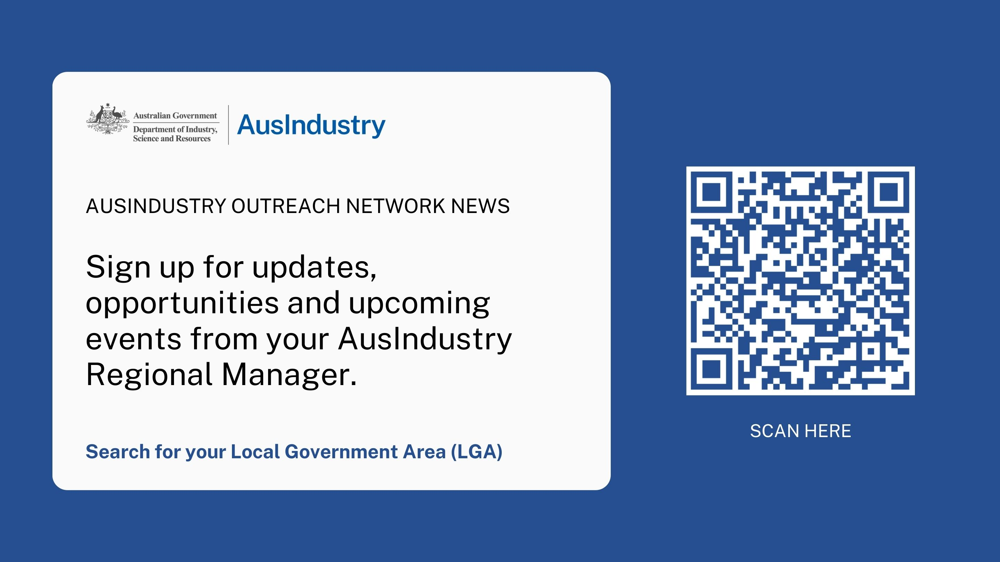 Australian Government
Department of Industry,
Science and Resources
AusIndustry
AUSINDUSTRY OUTREACH NETWORK NEWS
Sign up for updates,
opportunities and upcoming
events from your AusIndustry
Regional Manager.
Search for your Local Government Area (LGA)
SCAN HERE